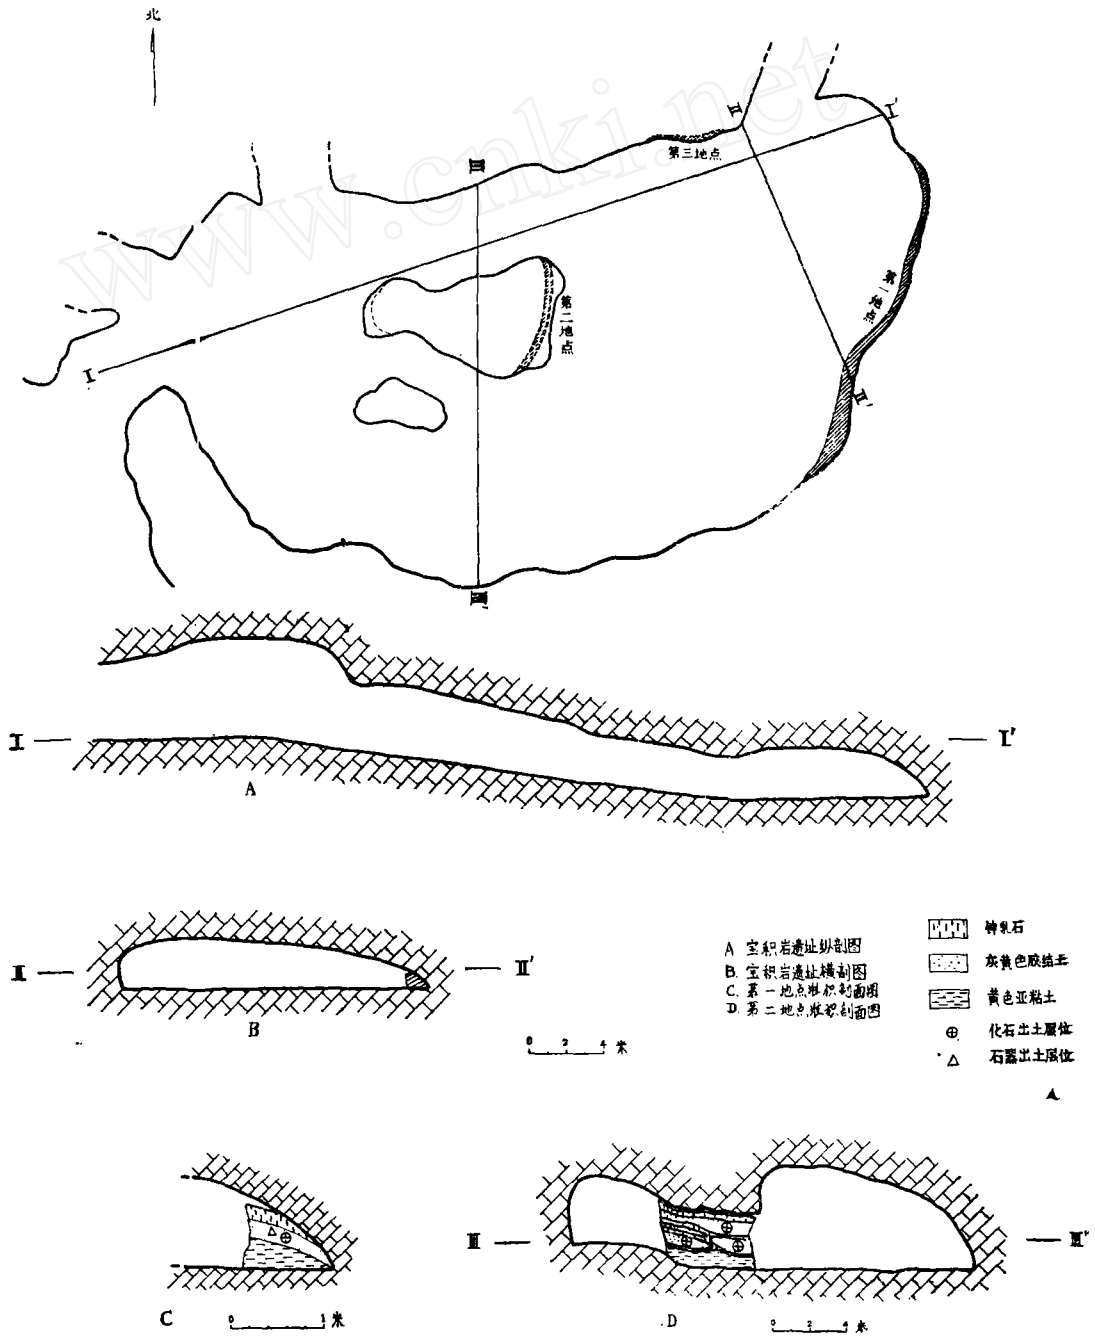 北
www.cnki.net
Ⅱ
Ⅰ'
第三地点
Ⅲ
第一地点
第二地点
Ⅰ
Ⅱ'
Ⅲ'
Ⅰ
Ⅰ'
A
Ⅱ
Ⅱ'
B
A 宝积岩遗址纵剖图
B. 宝积岩遗址横剖图
C. 第一地点堆积剖面图
D. 第二地点堆积剖面图
钟乳石
灰黄色胶结土
黄色亚粘土
化石出土层位
石器出土层位
0 2 4 米
Ⅲ
Ⅲ'
C
0 1 米
D
0 2 4 米